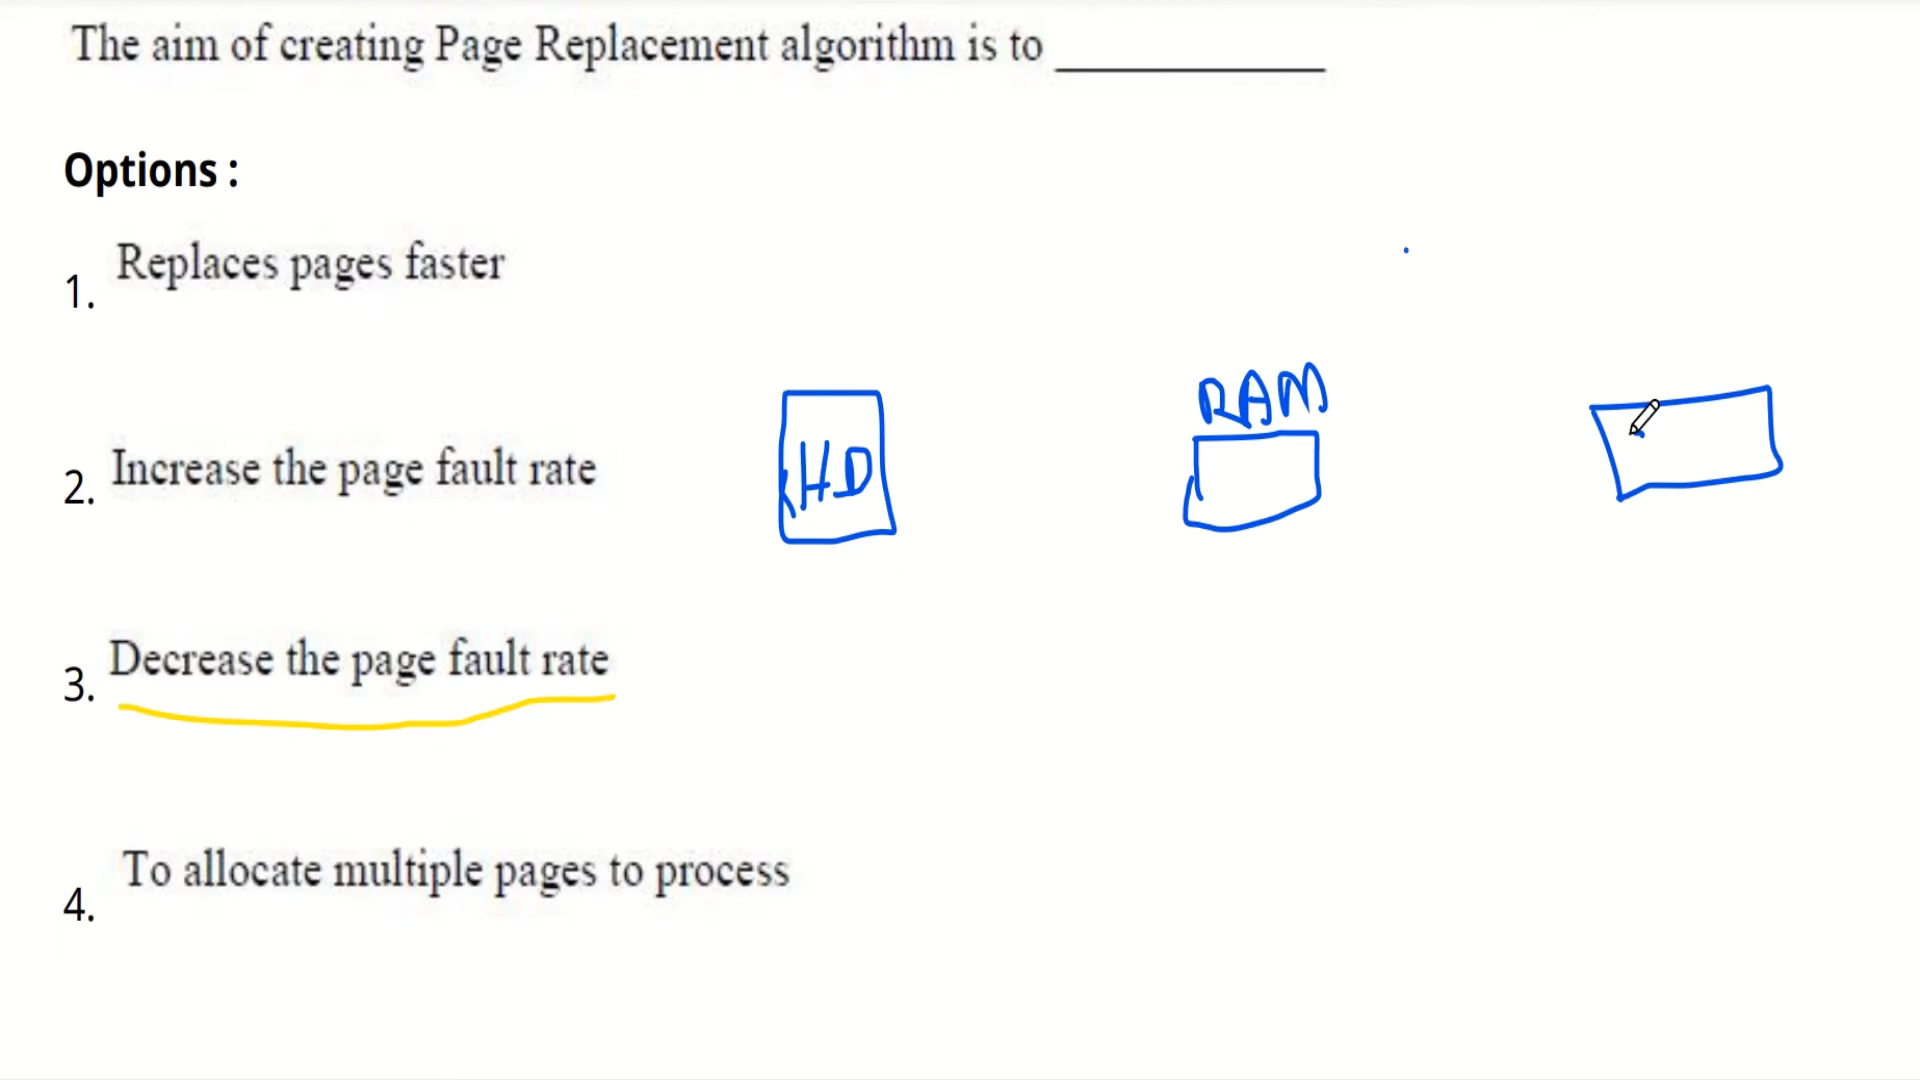 The aim of creating Page Replacement algorithm is to ____________
Options :
1. Replaces pages faster
2. Increase the page fault rate
3. Decrease the page fault rate
4. To allocate multiple pages to process
HD
RAM